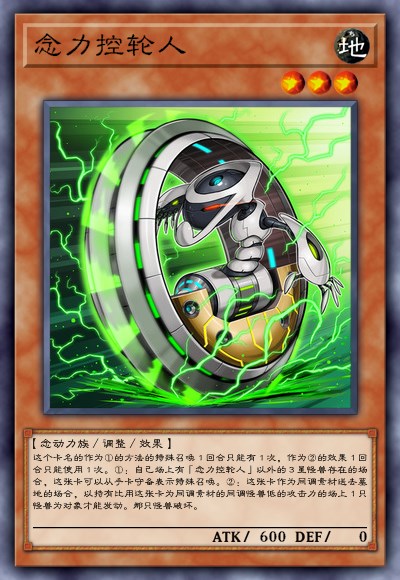 念力控轮人
地
【念动力族／调整／效果】
这个卡名的作为①的方法的特殊召唤1回合只能有1次，作为②的效果1回
合只能使用1次。①：自己场上有「念力控轮人」以外的3星怪兽存在的场
合，这张卡可以从手卡守备表示特殊召唤。②：这张卡作为同调素材送去墓
地的场合，以持有比用这张卡为同调素材的同调怪兽低的攻击力的场上1只
怪兽为对象才能发动。那只怪兽破坏。
ATK/ 600 DEF/ 0